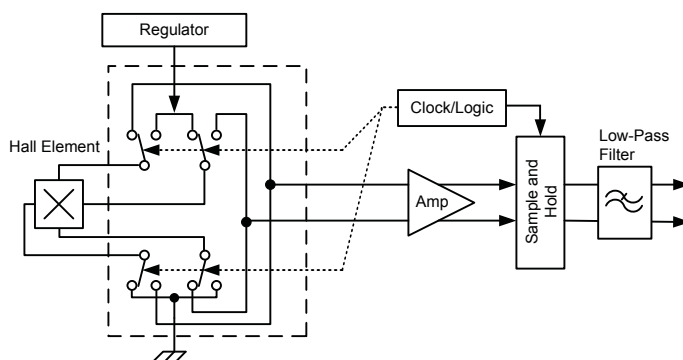 Regulator
Hall Element
Clock/Logic
Low-Pass
Filter
Amp
Sample and
Hold